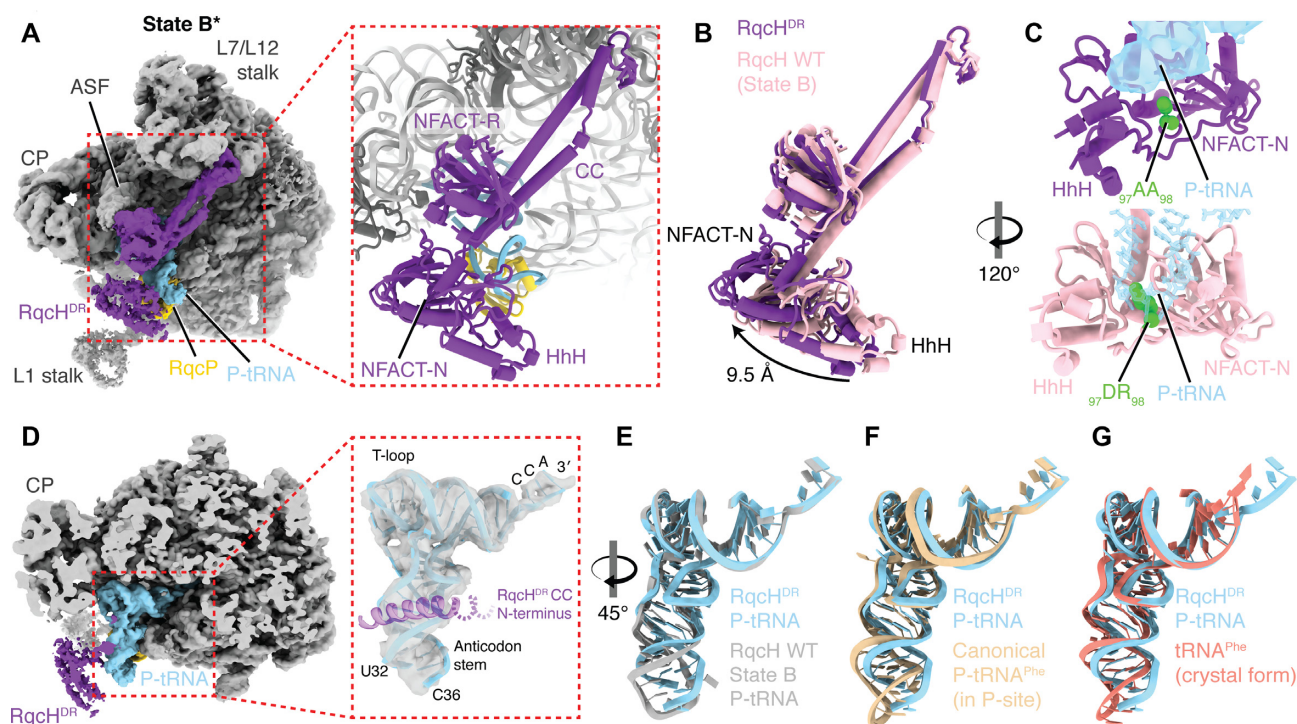 A
State B*
L7/L12
stalk
ASF
CP
RqcH^DR
L1 stalk
RqcP
P-tRNA
NFACT-R
CC
NFACT-N
HhH
B
RqcH^DR
RqcH WT
(State B)
NFACT-N
HhH
9.5 Å
120°
C
NFACT-N
HhH
₉₇AA₉₈
P-tRNA
HhH
₉₇DR₉₈
P-tRNA
NFACT-N
D
CP
P-tRNA
RqcH^DR
T-loop
C C A 3′
RqcH^DR CC
N-terminus
Anticodon
stem
U32
C36
45°
E
RqcH^DR
P-tRNA
RqcH WT
State B
P-tRNA
F
RqcH^DR
P-tRNA
Canonical
P-tRNA^Phe
(in P-site)
G
RqcH^DR
P-tRNA
tRNA^Phe
(crystal form)